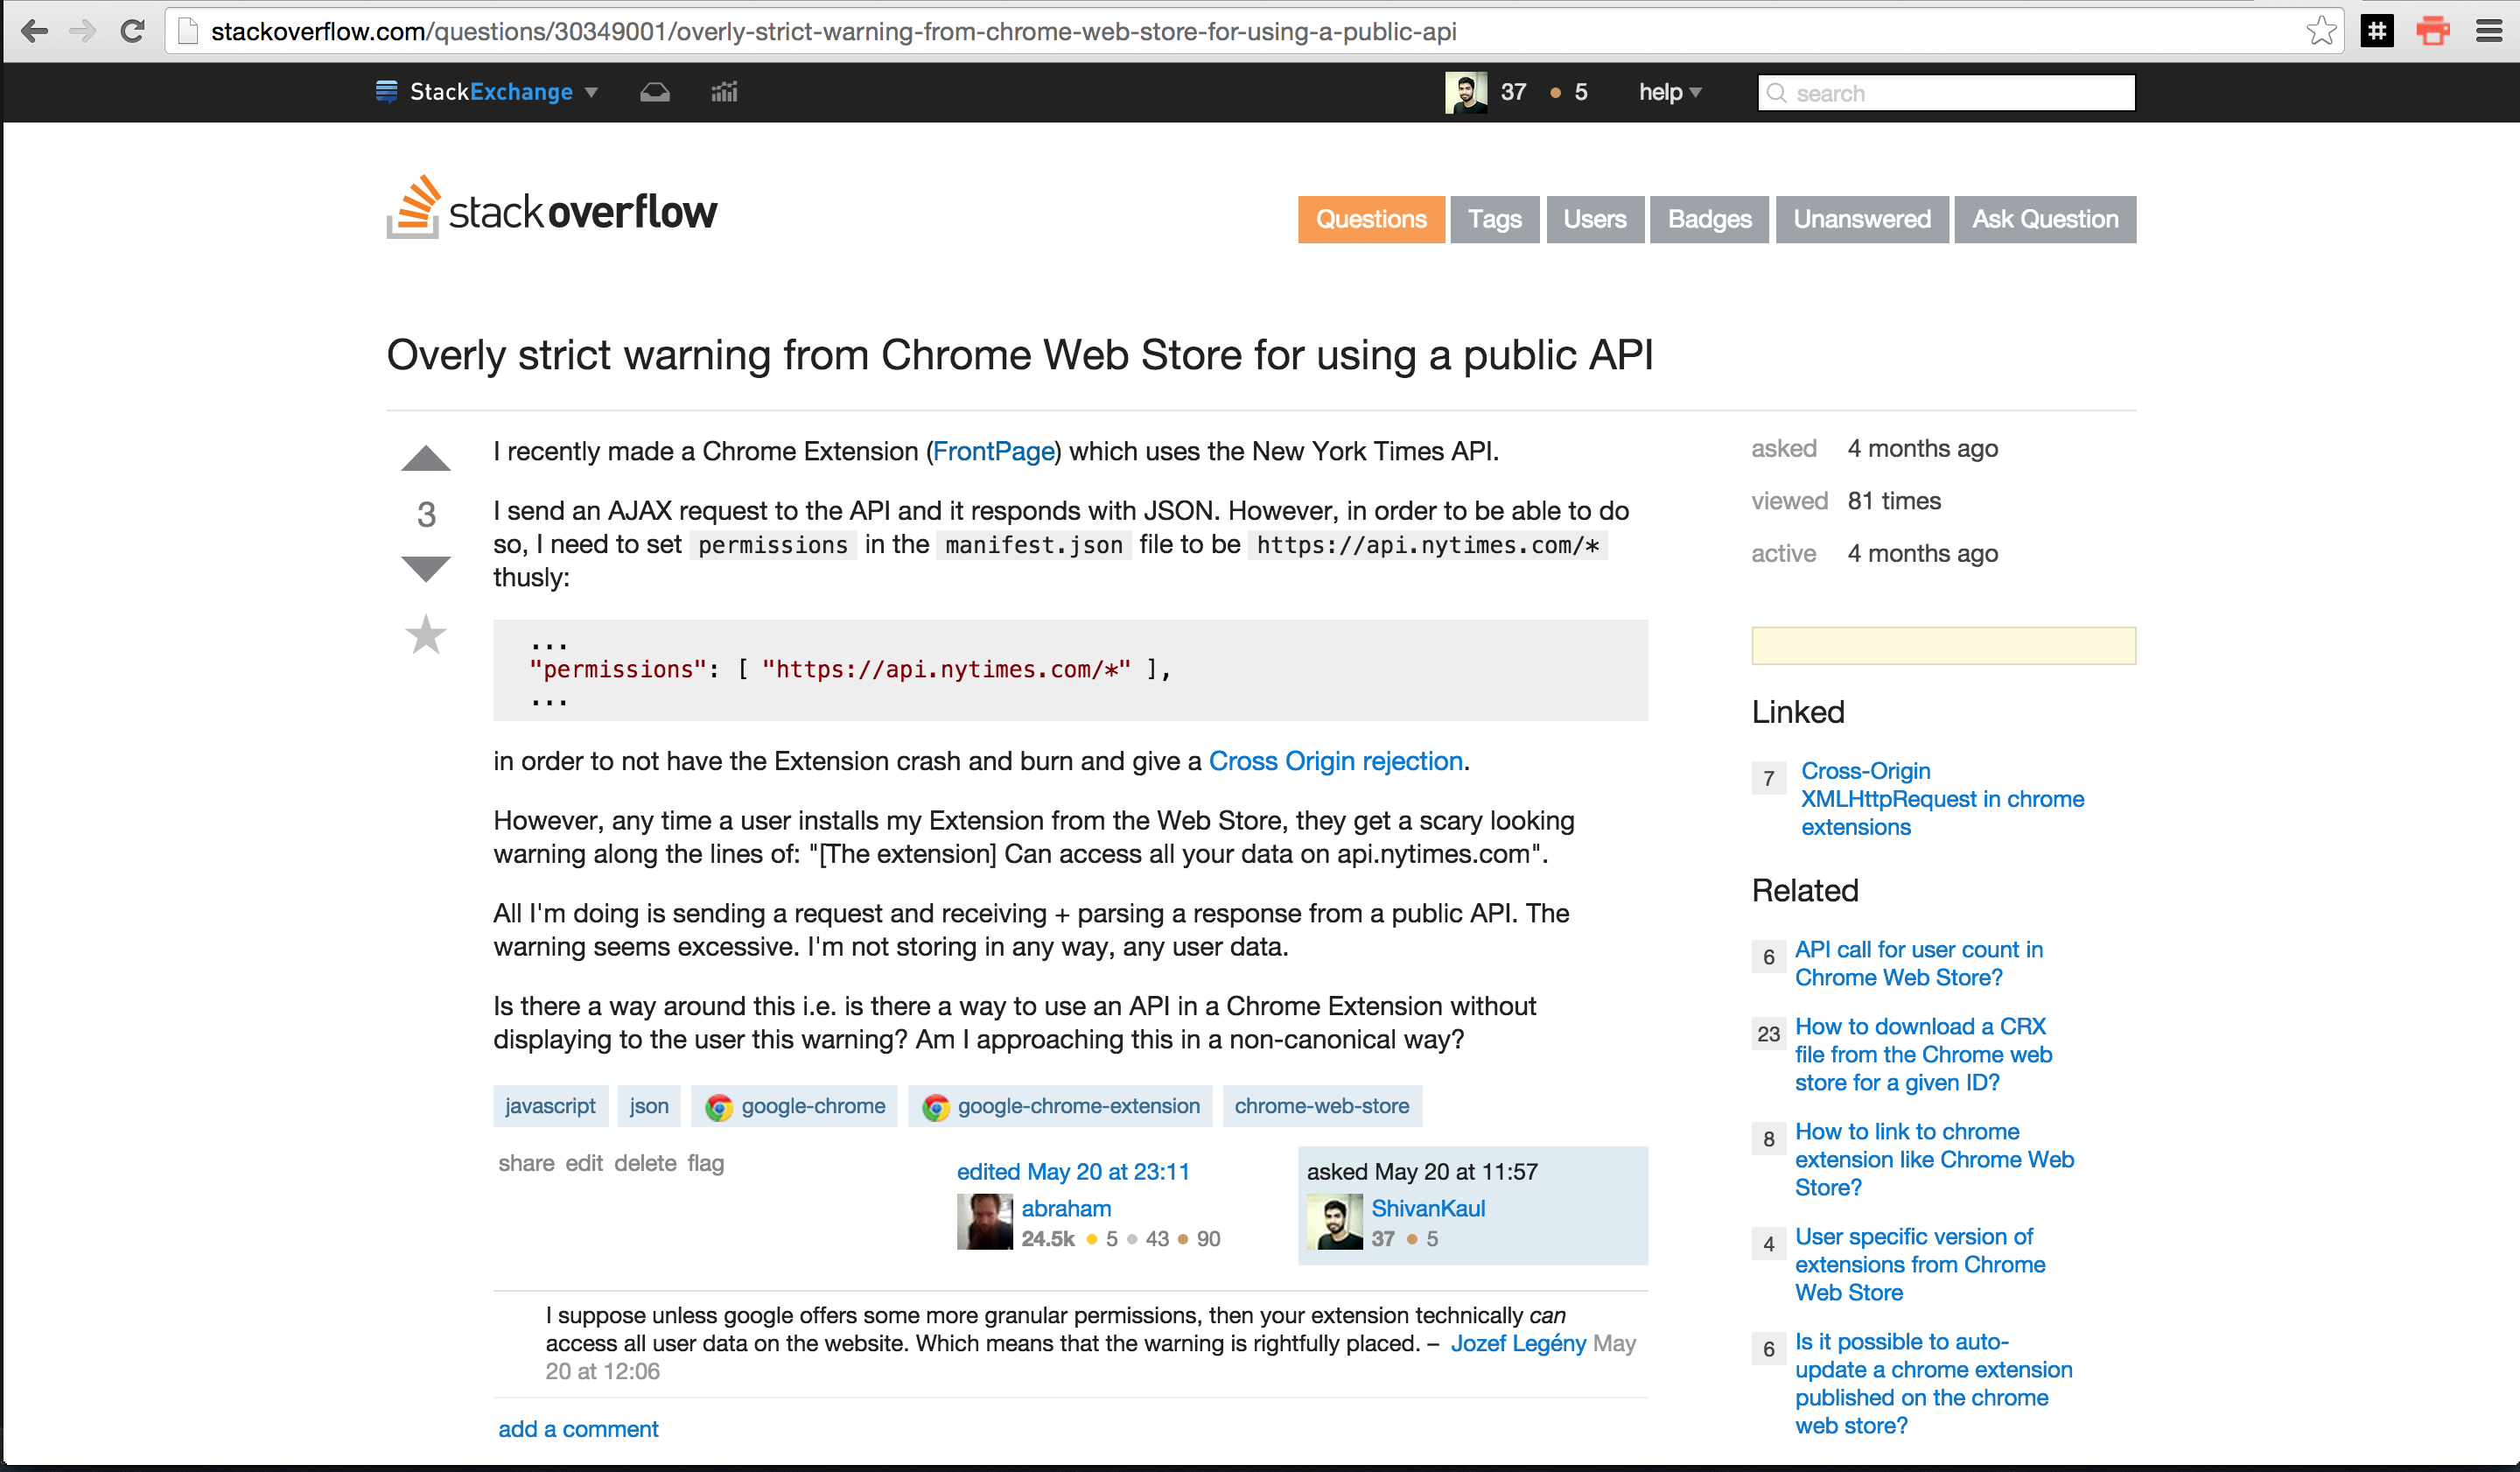 stackoverflow.com/questions/30349001/overly-strict-warning-from-chrome-web-store-for-using-a-public-api
StackExchange
37 5
help
search
stackoverflow
Questions
Tags
Users
Badges
Unanswered
Ask Question
Overly strict warning from Chrome Web Store for using a public API
3
I recently made a Chrome Extension (FrontPage) which uses the New York Times API.
I send an AJAX request to the API and it responds with JSON. However, in order to be able to do
so, I need to set permissions in the manifest.json file to be https://api.nytimes.com/*
thusly:
...
"permissions": [ "https://api.nytimes.com/*" ],
...
in order to not have the Extension crash and burn and give a Cross Origin rejection.
However, any time a user installs my Extension from the Web Store, they get a scary looking
warning along the lines of: "[The extension] Can access all your data on api.nytimes.com".
All I'm doing is sending a request and receiving + parsing a response from a public API. The
warning seems excessive. I'm not storing in any way, any user data.
Is there a way around this i.e. is there a way to use an API in a Chrome Extension without
displaying to the user this warning? Am I approaching this in a non-canonical way?
javascript
json
google-chrome
google-chrome-extension
chrome-web-store
share edit delete flag
edited May 20 at 23:11
abraham
24.5k 5 43 90
asked May 20 at 11:57
ShivanKaul
37 5
I suppose unless google offers some more granular permissions, then your extension technically can
access all user data on the website. Which means that the warning is rightfully placed. – Jozef Legény May
20 at 12:06
add a comment
asked 4 months ago
viewed 81 times
active 4 months ago
Linked
7
Cross-Origin
XMLHttpRequest in chrome
extensions
Related
6
API call for user count in
Chrome Web Store?
23
How to download a CRX
file from the Chrome web
store for a given ID?
8
How to link to chrome
extension like Chrome Web
Store?
4
User specific version of
extensions from Chrome
Web Store
6
Is it possible to auto-
update a chrome extension
published on the chrome
web store?